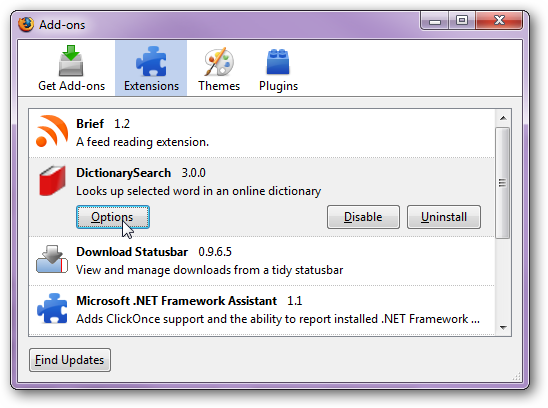 Add-ons
Get Add-ons Extensions Themes Plugins
Brief 1.2
A feed reading extension.
DictionarySearch 3.0.0
Looks up selected word in an online dictionary
Options Disable Uninstall
Download Statusbar 0.9.6.5
View and manage downloads from a tidy statusbar
Microsoft .NET Framework Assistant 1.1
Adds ClickOnce support and the ability to report installed .NET Framework ...
Find Updates